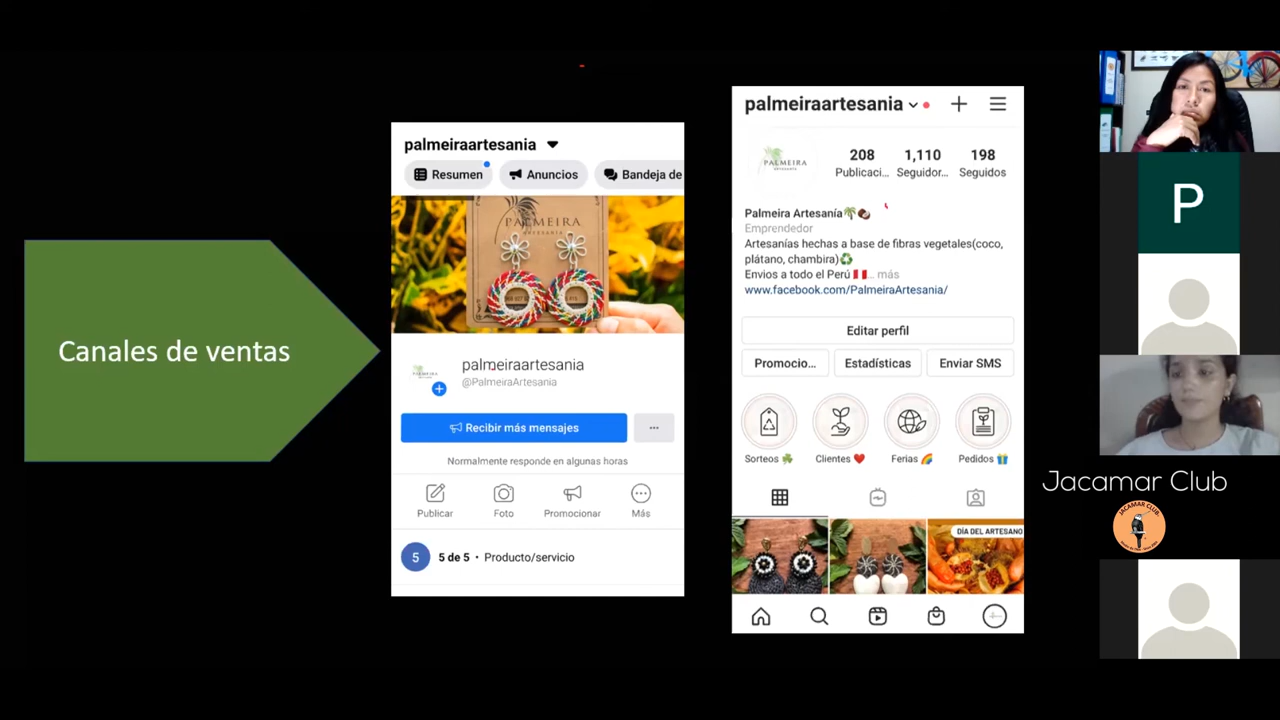 Canales de ventas
palmeiraartesania
Resumen
Anuncios
Bandeja de
PALMEIRA
palmeiraartesania
@PalmeiraArtesania
Recibir más mensajes
...
Normalmente responde en algunas horas
Publicar
Foto
Promocionar
Más
5
5 de 5 • Producto/servicio
palmeiraartesania
PALMEIRA
208
1,110
198
Publicaci...
Seguidor...
Seguidos
Palmeira Artesanía🌴🥥
Emprendedor
Artesanías hechas a base de fibras vegetales(coco,
plátano, chambira)♻️
Envios a todo el Perú 🇵🇪... más
www.facebook.com/PalmeiraArtesania/
Editar perfil
Promocio...
Estadísticas
Enviar SMS
Sorteos ☘️
Clientes ❤️
Ferias 🌈
Pedidos 🎁
DÍA DEL ARTESANO
P
Jacamar Club
JACAMAR CLUB